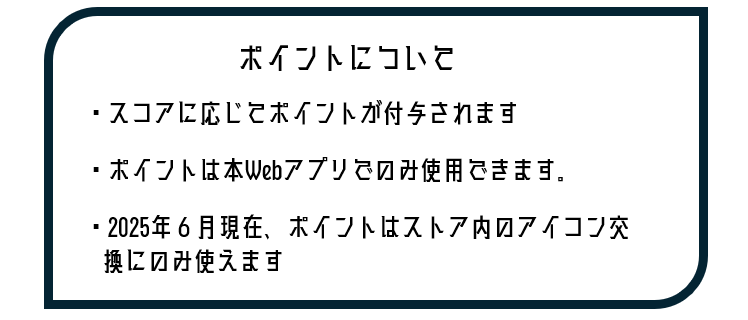 ポイントについて
・スコアに応じてポイントが付与されます
・ポイントは本Webアプリでのみ使用できます。
・2025年６月現在、ポイントはストア内のアイコン交
換にのみ使えます